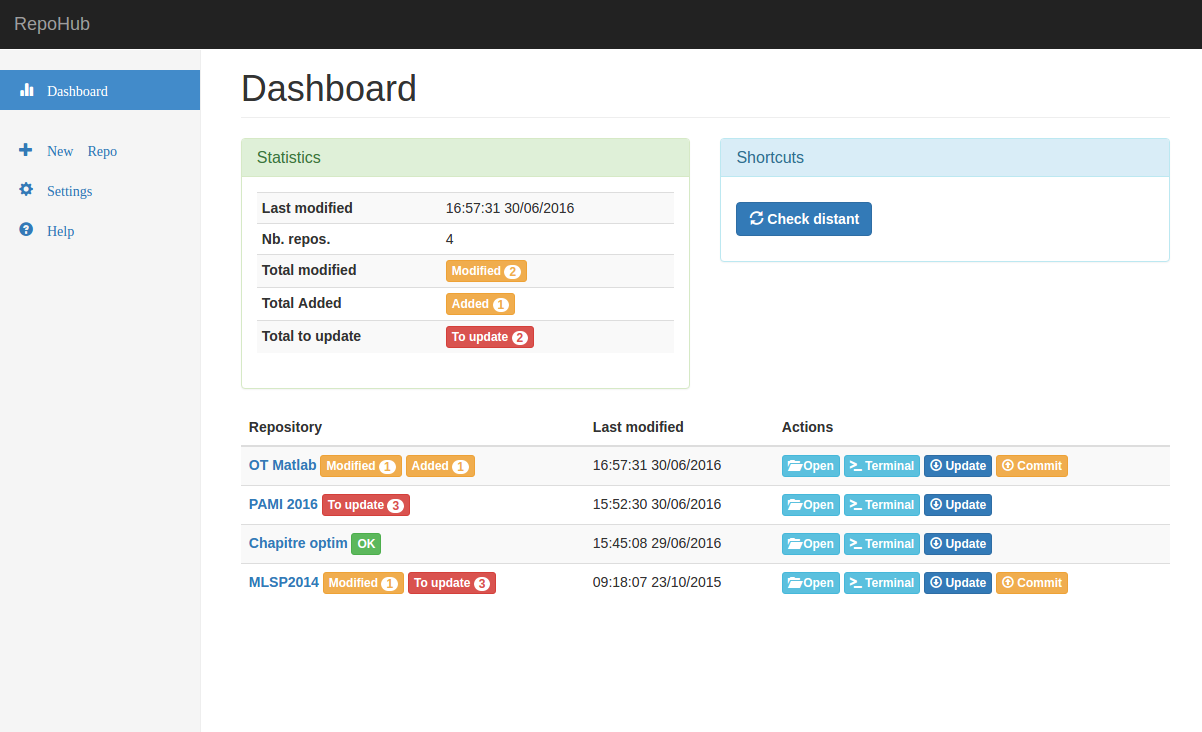 RepoHub
Dashboard
New Repo
Settings
Help
Dashboard
Statistics
Last modified 16:57:31 30/06/2016
Nb. repos. 4
Total modified Modified 2
Total Added Added 1
Total to update To update 2
Shortcuts
Check distant
Repository Last modified Actions
OT Matlab Modified 1 Added 1 16:57:31 30/06/2016 Open Terminal Update Commit
PAMI 2016 To update 3 15:52:30 30/06/2016 Open Terminal Update
Chapitre optim OK 15:45:08 29/06/2016 Open Terminal Update
MLSP2014 Modified 1 To update 3 09:18:07 23/10/2015 Open Terminal Update Commit